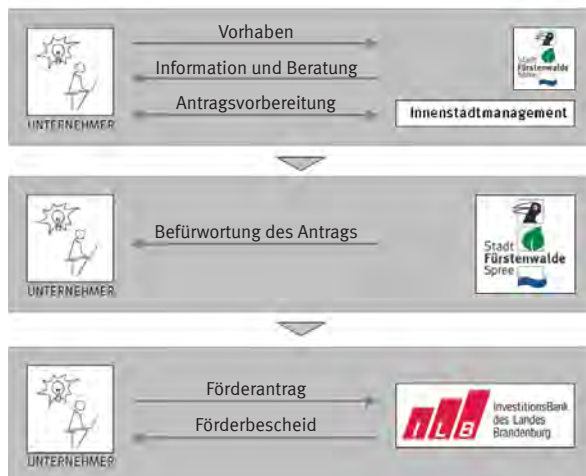 Vorhaben
Information und Beratung
Antragsvorbereitung
UNTERNEHMER
Stadt
Fürstenwalde
Spree
Innenstadtmanagement
Befürwortung des Antrags
UNTERNEHMER
Stadt
Fürstenwalde
Spree
Förderantrag
Förderbescheid
UNTERNEHMER
ILB
InvestitionsBank
des Landes
Brandenburg